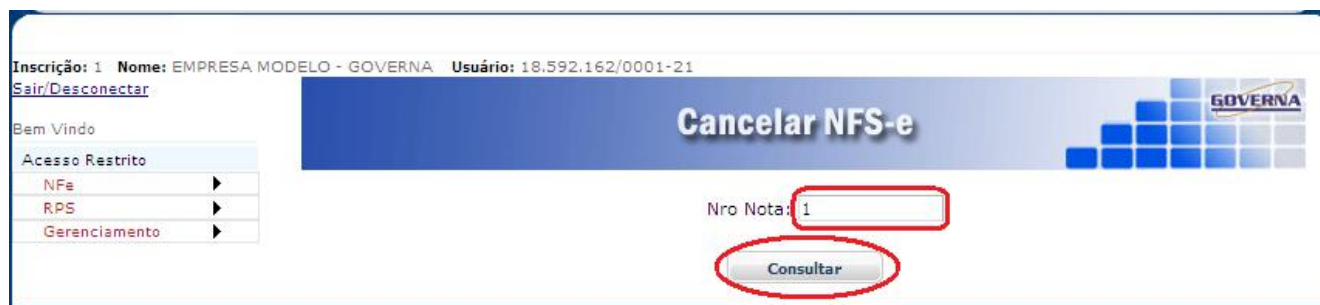 Inscrição: 1 Nome: EMPRESA MODELO - GOVERNA Usuário: 18.592.162/0001-21
Sair/Desconectar
Cancelar NFS-e
GOVERNA
Bem Vindo
Acesso Restrito
NFe
RPS
Gerenciamento
Nro Nota: 1
Consultar